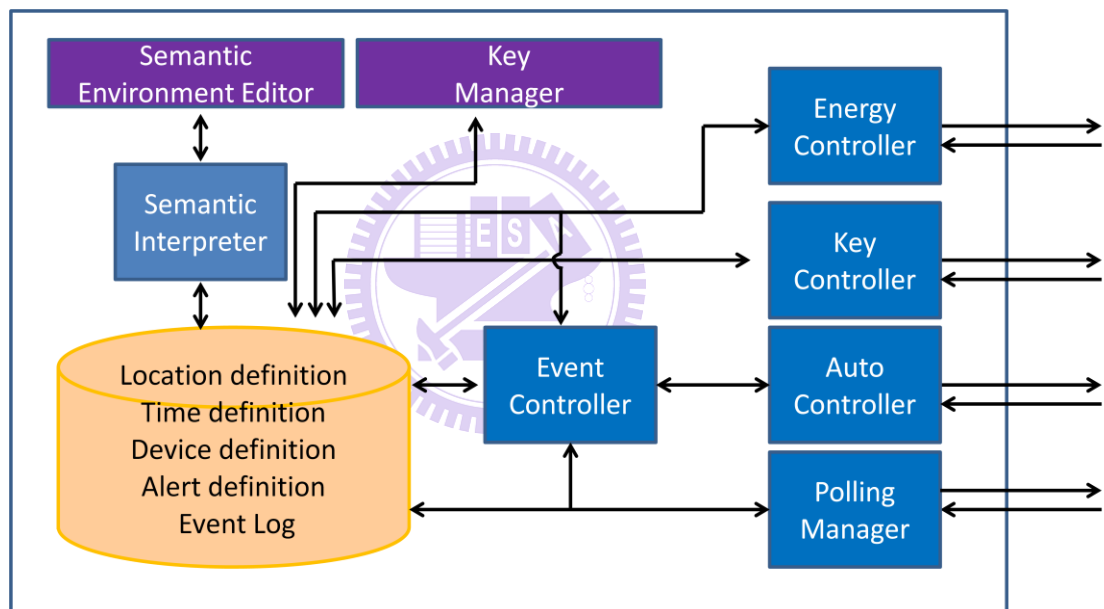 Semantic
Environment Editor
Key
Manager
Energy
Controller
Semantic
Interpreter
ES
Key
Controller
Location definition
Time definition
Device definition
Alert definition
Event Log
Event
Controller
Auto
Controller
Polling
Manager